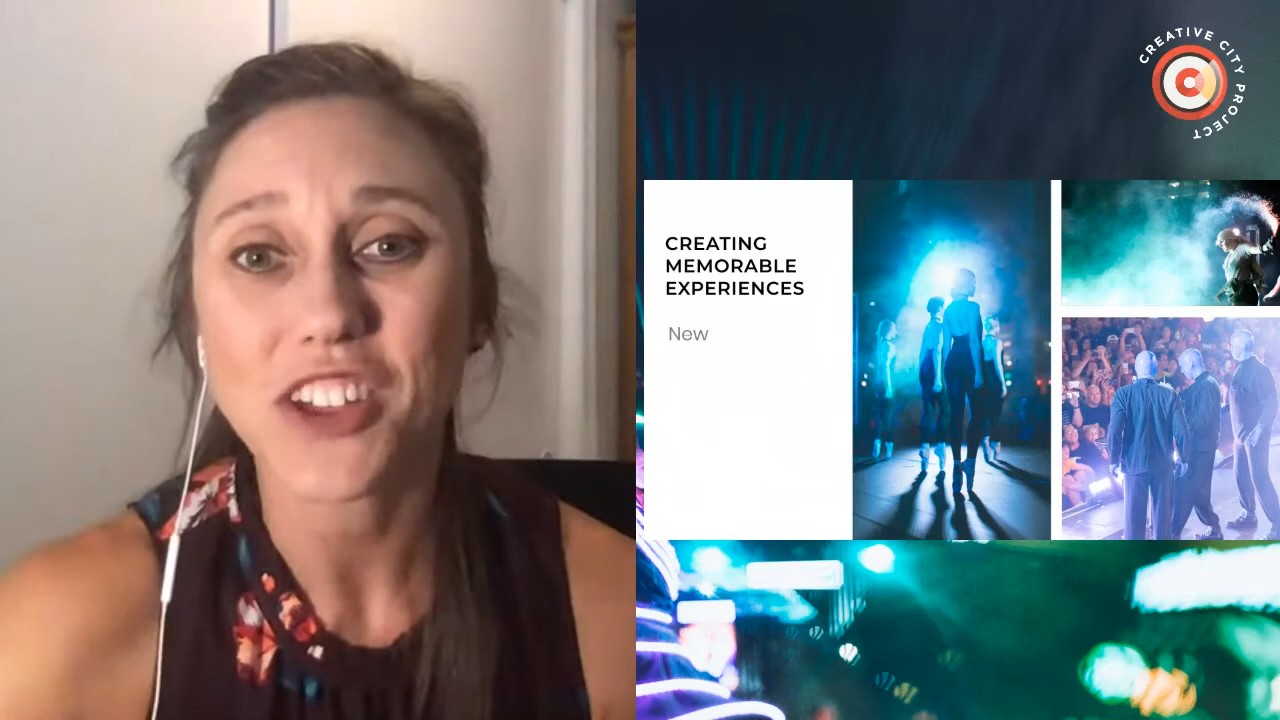 CREATIVE CITY PROJECT
C
CREATING
MEMORABLE
EXPERIENCES
New